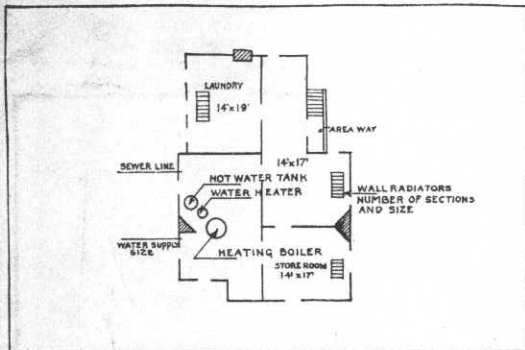 LAUNDRY
14'x19'
AREA WAY
14'x17'
SEWER LINE
HOT WATER TANK
WATER HEATER
WALL RADIATORS
NUMBER OF SECTIONS
AND SIZE
WATER SUPPLY
SIZE
HEATING BOILER
STORE ROOM
14'x17'